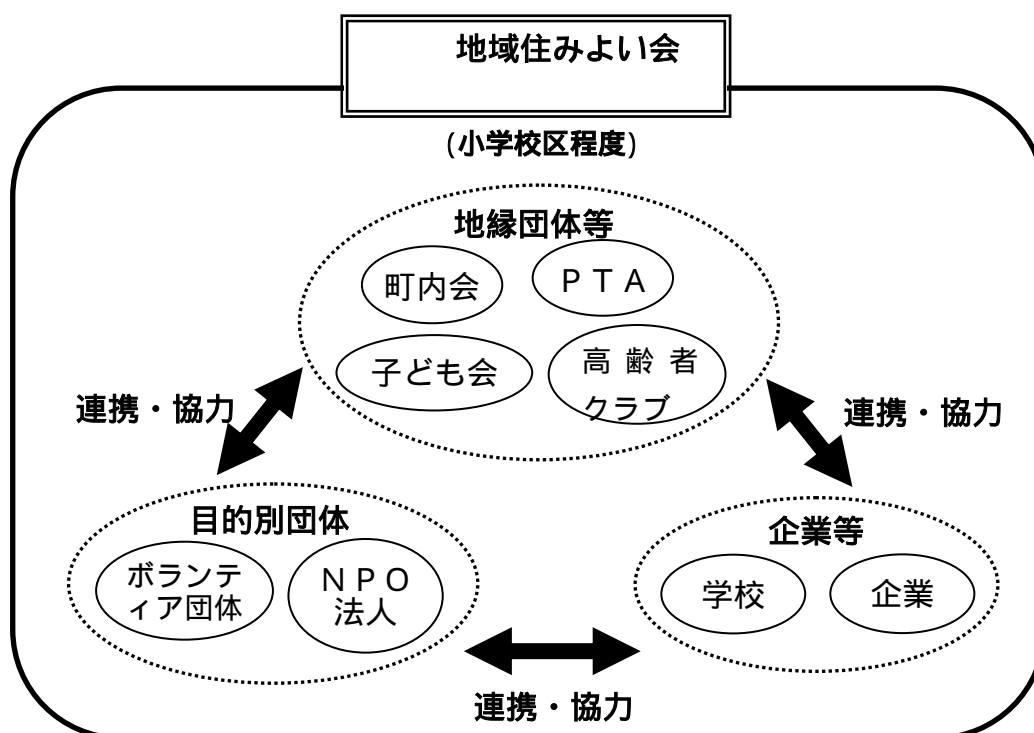 地域住みよい会
(小学校区程度)
地縁団体等
町内会
ＰＴＡ
子ども会
高齢者
クラブ
連携・協力
連携・協力
目的別団体
ボランテ
ィア団体
ＮＰＯ
法人
企業等
学校
企業
連携・協力